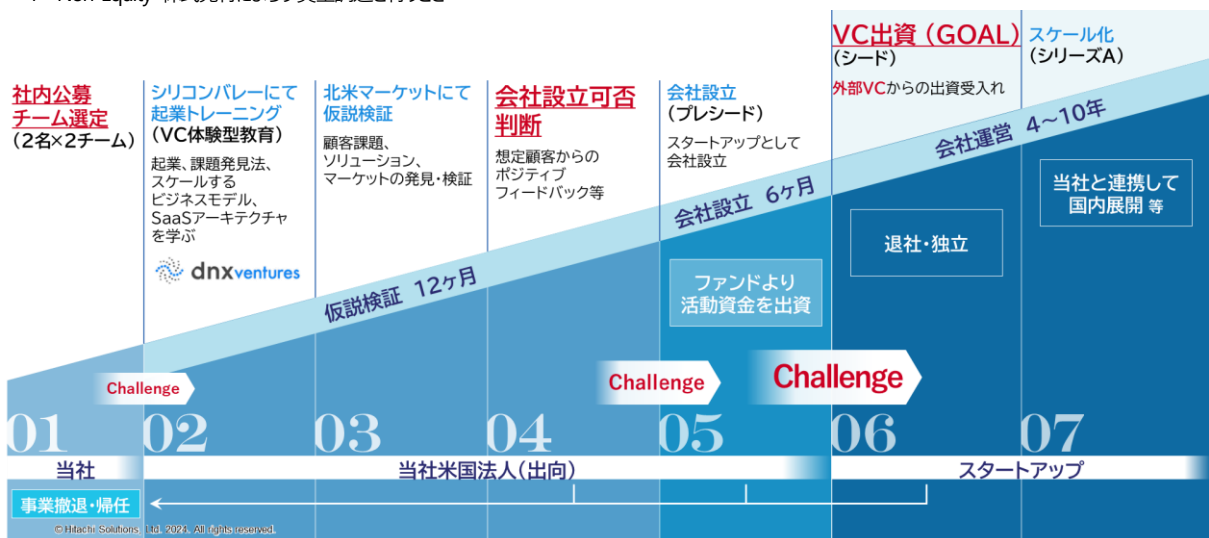 社内公募
チーム選定
(2名×2チーム)
シリコンバレーにて
起業トレーニング
(VC体験型教育)
起業、課題発見法、
スケールする
ビジネスモデル、
SaaSアーキテクチャ
を学ぶ
dnxventures
北米マーケットにて
仮説検証
顧客課題、
ソリューション、
マーケットの発見・検証
会社設立可否
判断
想定顧客からの
ポジティブ
フィードバック等
会社設立
(プレシード)
スタートアップとして
会社設立
VC出資(GOAL)
(シード)
外部VCからの出資受入れ
スケール化
(シリーズA)
仮説検証 12ヶ月
会社設立 6ヶ月
会社運営 4～10年
ファンドより
活動資金を出資
退社・独立
当社と連携して
国内展開 等
Challenge
Challenge
Challenge
01
02
03
04
05
06
07
当社
当社米国法人(出向)
スタートアップ
事業撤退・帰任
© Hitachi Solutions, Ltd. 2024. All rights reserved.